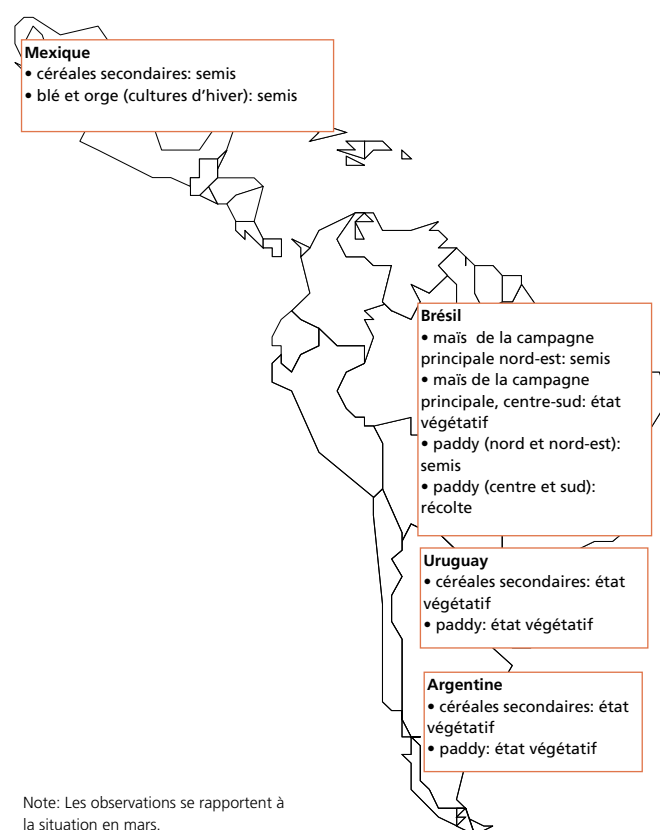 Mexique
• céréales secondaires: semis
• blé et orge (cultures d'hiver): semis
Brésil
• maïs de la campagne
principale nord-est: semis
• maïs de la campagne
principale, centre-sud: état
végétatif
• paddy (nord et nord-est):
semis
• paddy (centre et sud):
récolte
Uruguay
• céréales secondaires: état
végétatif
• paddy: état végétatif
Argentine
• céréales secondaires: état
végétatif
• paddy: état végétatif
Note: Les observations se rapportent à
la situation en mars.